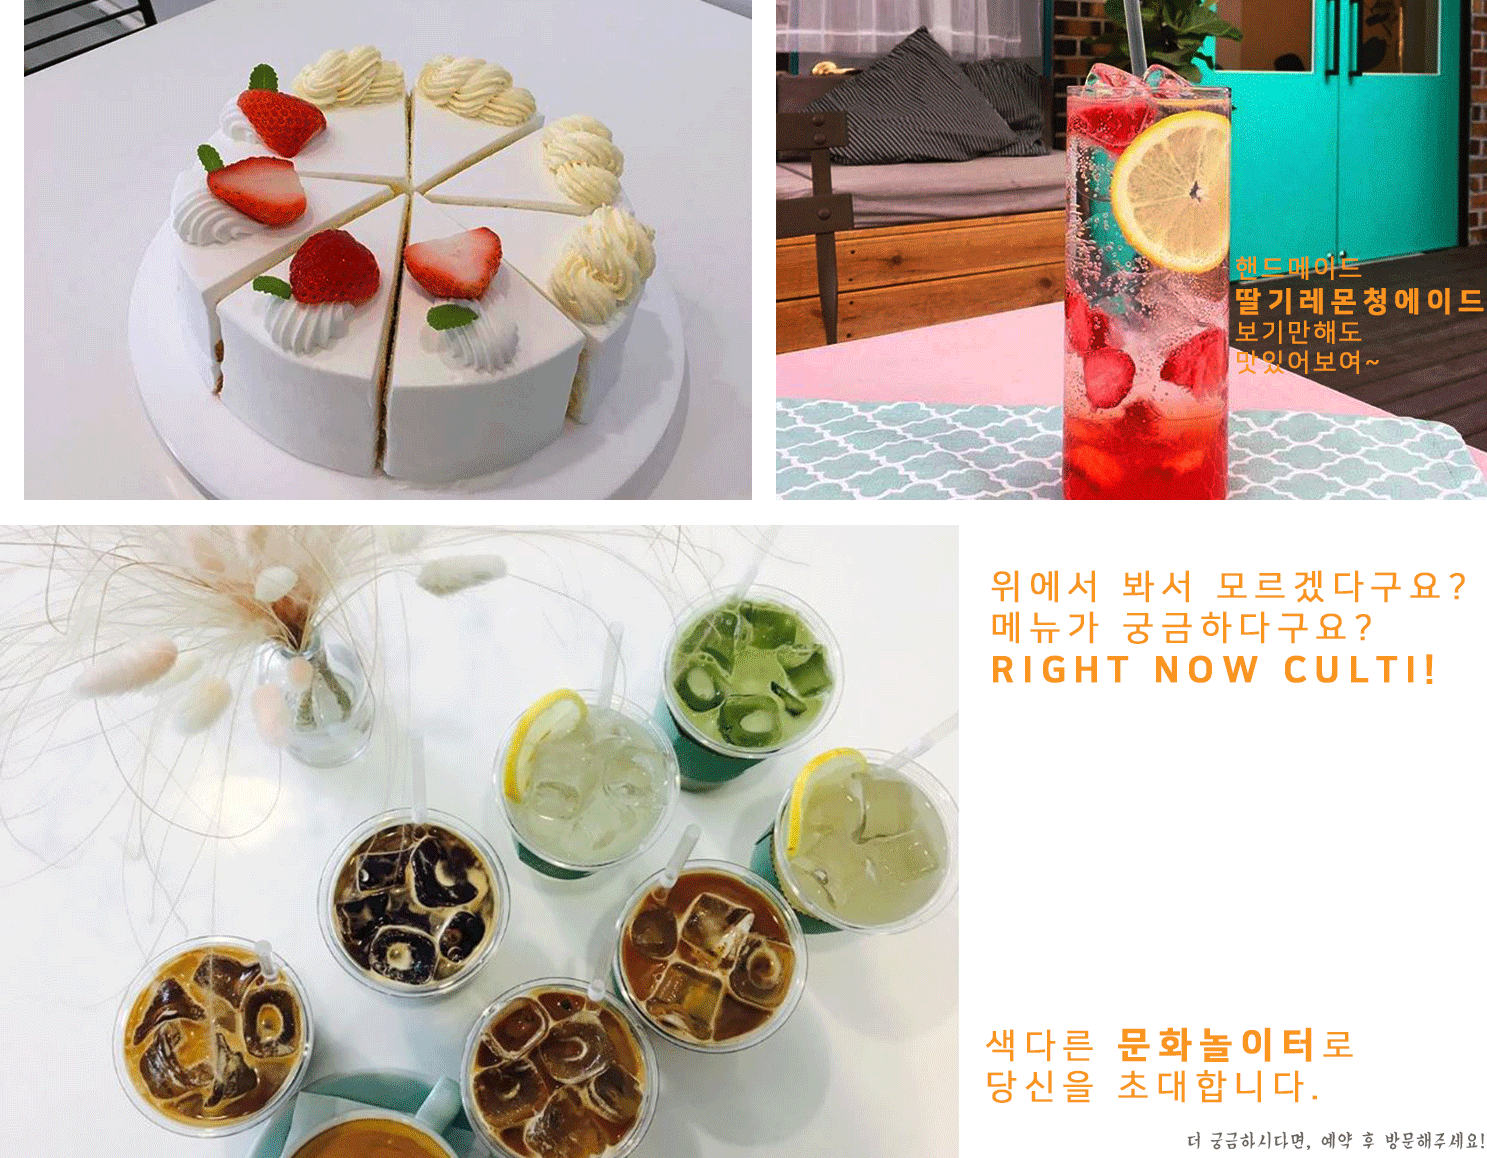 핸드메이드
딸기레몬청에이드
보기만해도
맛있어보여~
위에서 봐서 모르겠다구요?
메뉴가 궁금하다구요?
RIGHT NOW CULTI!
색다른 문화놀이터로
당신을 초대합니다.
더 궁금하시다면, 예약 후 방문해주세요!